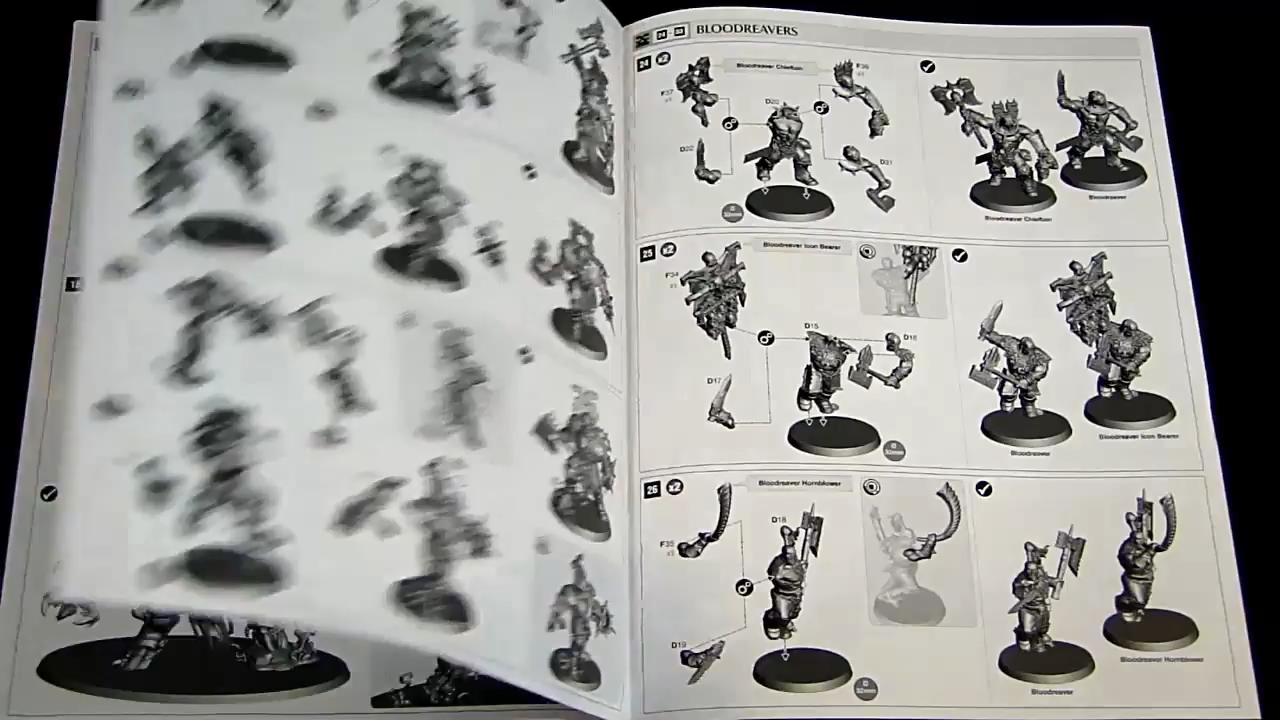 BLOODREAVERS
24 x2
Bloodreaver Chieftain
F37
F36
D20
D22
D21
32mm
Bloodreaver Chieftain
Bloodreaver
25 x2
Bloodreaver Icon Bearer
F34
D15
D16
D17
32mm
Bloodreaver
Bloodreaver Icon Bearer
26 x2
Bloodreaver Hornblower
F35
D18
D19
32mm
Bloodreaver
Bloodreaver Hornblower